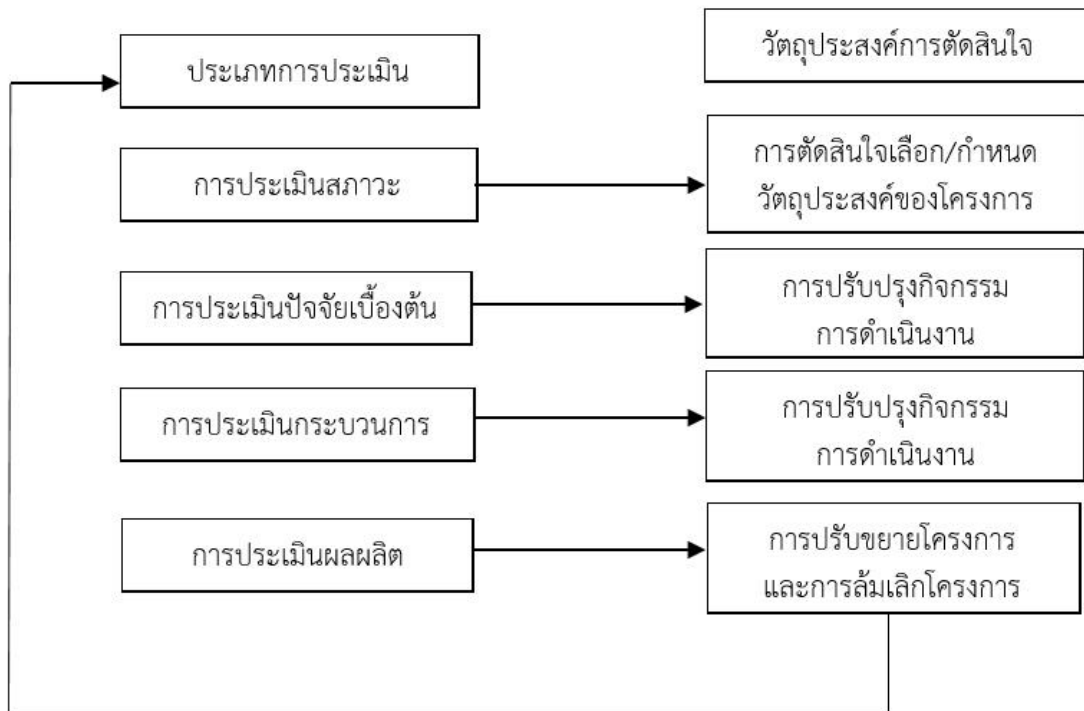 ประเภทการประเมิน
วัตถุประสงค์การตัดสินใจ
การประเมินสภาวะ
การตัดสินใจเลือก/กำหนด
วัตถุประสงค์ของโครงการ
การประเมินปัจจัยเบื้องต้น
การปรับปรุงกิจกรรม
การดำเนินงาน
การประเมินกระบวนการ
การปรับปรุงกิจกรรม
การดำเนินงาน
การประเมินผลผลิต
การปรับขยายโครงการ
และการล้มเลิกโครงการ